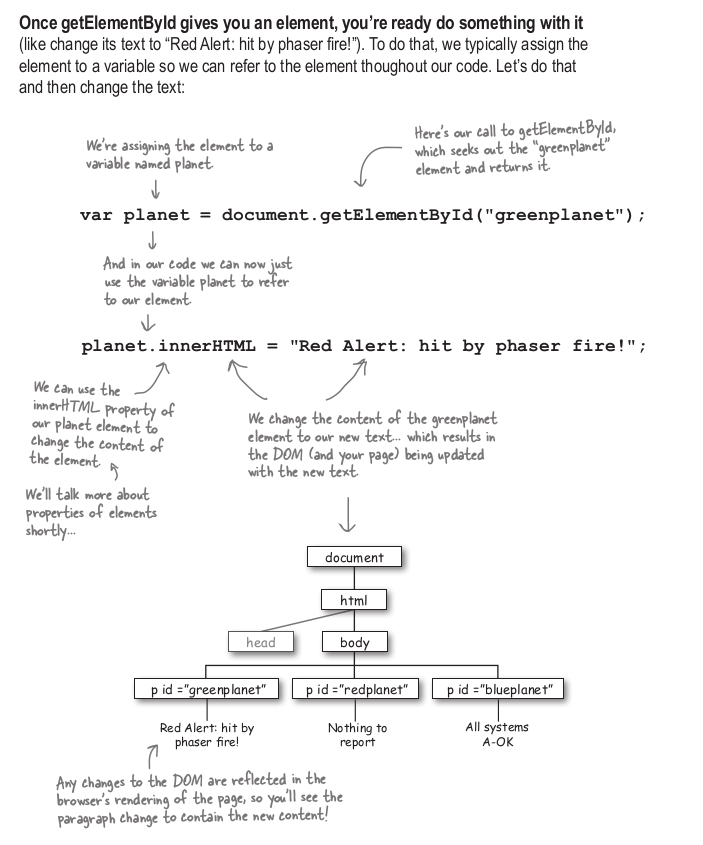 Once getElementById gives you an element, you’re ready do something with it
(like change its text to “Red Alert: hit by phaser fire!”). To do that, we typically assign the
element to a variable so we can refer to the element thoughout our code. Let’s do that
and then change the text:
We're assigning the element to a
variable named planet.
Here's our call to getElementById,
which seeks out the "greenplanet"
element and returns it.
var planet = document.getElementById("greenplanet");
And in our code we can now just
use the variable planet to refer
to our element.
planet.innerHTML = "Red Alert: hit by phaser fire!";
We can use the
innerHTML property of
our planet element to
change the content of
the element.
We'll talk more about
properties of elements
shortly...
We change the content of the greenplanet
element to our new text... which results in
the DOM (and your page) being updated
with the new text.
document
html
head
body
p id ="greenplanet"
p id ="redplanet"
p id ="blueplanet"
Red Alert: hit by
phaser fire!
Nothing to
report
All systems
A-OK
Any changes to the DOM are reflected in the
browser's rendering of the page, so you'll see the
paragraph change to contain the new content!